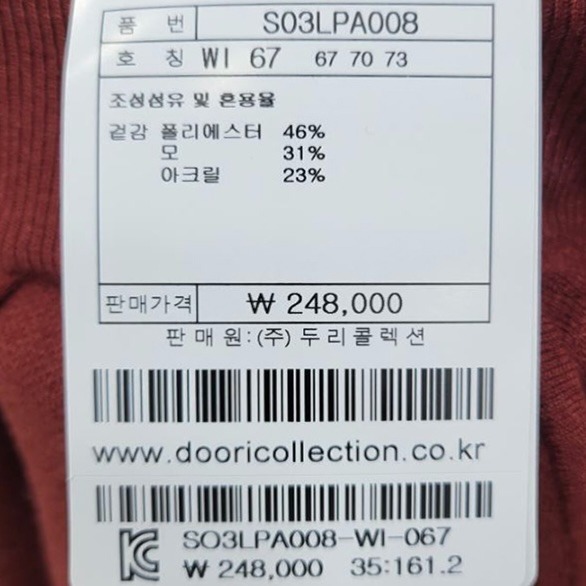 품 번 S03LPA008
호 칭 WI 67 67 70 73
조성섬유 및 혼용율
겉감 폴리에스터 46%
모 31%
아크릴 23%
판매가격 ₩ 248,000
판 매 원:(주) 두 리 콜 렉 션
www.dooricollection.co.kr
KC S03LPA008-WI-067
₩ 248,000 35:161.2